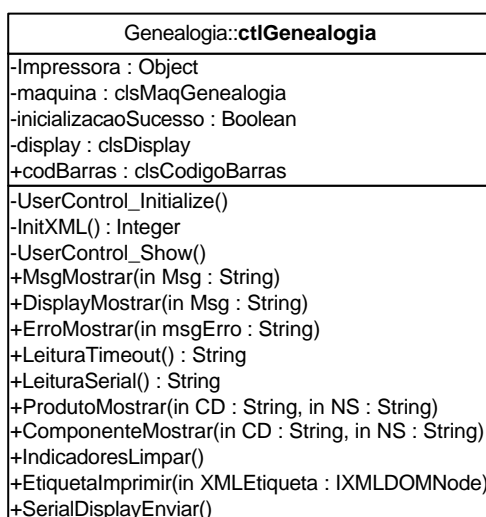 Genealogia::ctlGenealogia
-Impressora : Object
-maquina : clsMaqGenealogia
-inicializacaoSucesso : Boolean
-display : clsDisplay
+codBarras : clsCodigoBarras
-UserControl_Initialize()
-InitXML() : Integer
-UserControl_Show()
+MsgMostrar(in Msg : String)
+DisplayMostrar(in Msg : String)
+ErroMostrar(in msgErro : String)
+LeituraTimeout() : String
+LeituraSerial() : String
+ProdutoMostrar(in CD : String, in NS : String)
+ComponenteMostrar(in CD : String, in NS : String)
+IndicadoresLimpar()
+EtiquetaImprimir(in XMLEtiqueta : IXMLDOMNode)
+SerialDisplayEnviar()